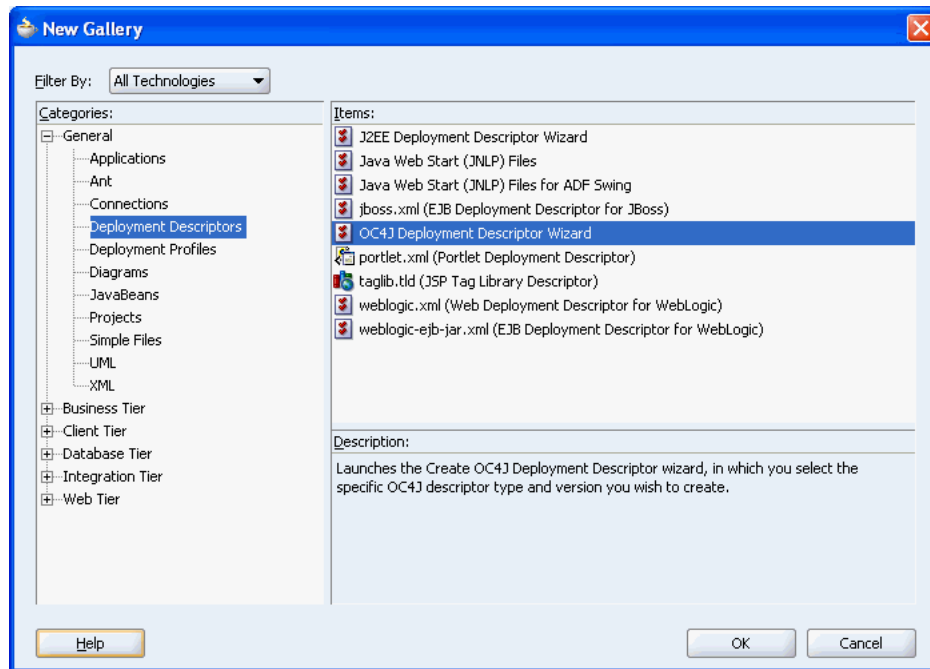 New Gallery
Filter By: All Technologies
Categories:
General
Applications
Ant
Connections
Deployment Descriptors
Deployment Profiles
Diagrams
JavaBeans
Projects
Simple Files
UML
XML
Business Tier
Client Tier
Database Tier
Integration Tier
Web Tier
Items:
J2EE Deployment Descriptor Wizard
Java Web Start (JNLP) Files
Java Web Start (JNLP) Files for ADF Swing
jboss.xml (EJB Deployment Descriptor for JBoss)
OC4J Deployment Descriptor Wizard
portlet.xml (Portlet Deployment Descriptor)
taglib.tld (JSP Tag Library Descriptor)
weblogic.xml (Web Deployment Descriptor for WebLogic)
weblogic-ejb-jar.xml (EJB Deployment Descriptor for WebLogic)
Description:
Launches the Create OC4J Deployment Descriptor wizard, in which you select the
specific OC4J descriptor type and version you wish to create.
Help OK Cancel